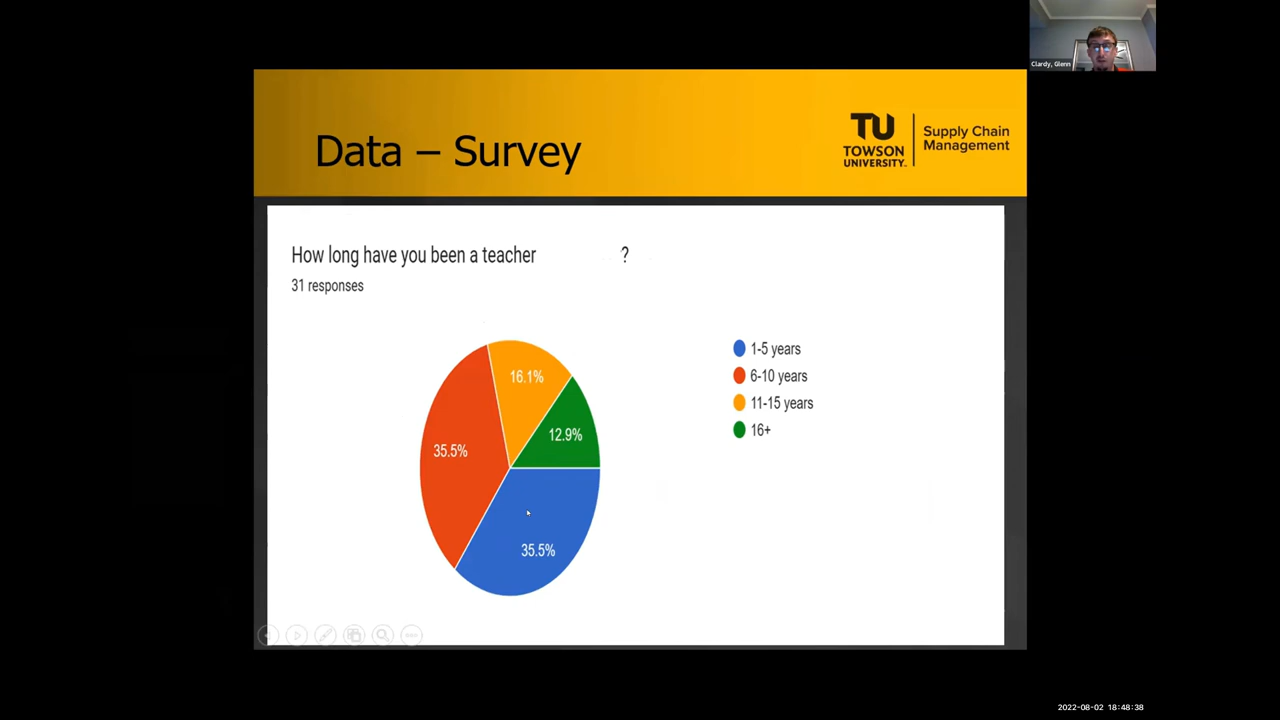 Clardy, Glenn
Data – Survey
TU
TOWSON
UNIVERSITY.
Supply Chain
Management
How long have you been a teacher ?
31 responses
1-5 years
6-10 years
11-15 years
16+
16.1%
12.9%
35.5%
35.5%
2022-08-02 18:48:38